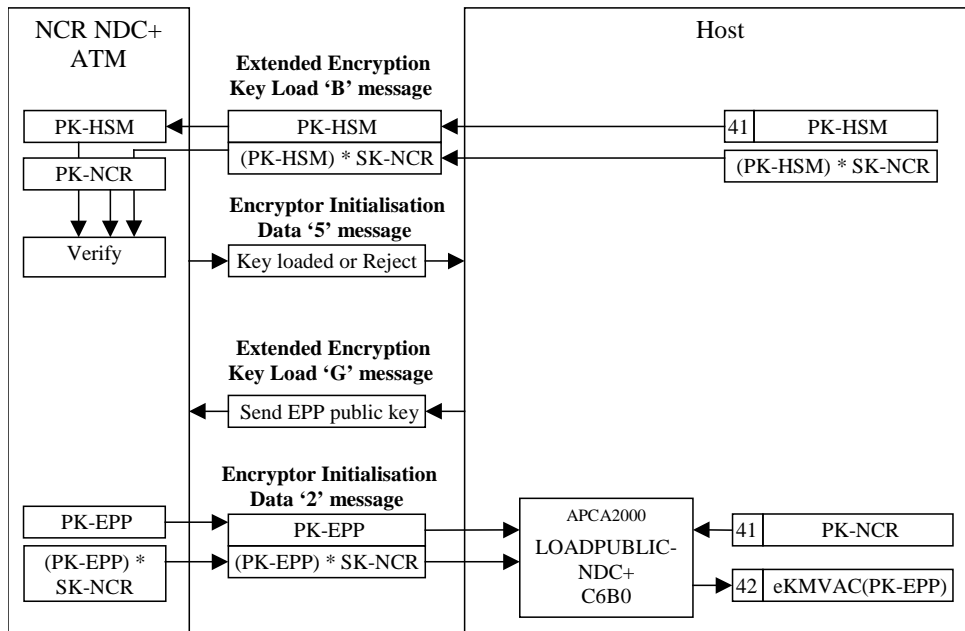 NCR NDC+
ATM
Host
Extended Encryption
Key Load ‘B’ message
PK-HSM
PK-HSM
41 PK-HSM
(PK-HSM) * SK-NCR
(PK-HSM) * SK-NCR
PK-NCR
Encryptor Initialisation
Data ‘5’ message
Verify
Key loaded or Reject
Extended Encryption
Key Load ‘G’ message
Send EPP public key
Encryptor Initialisation
Data ‘2’ message
PK-EPP
PK-EPP
(PK-EPP) *
SK-NCR
(PK-EPP) * SK-NCR
APCA2000
LOADPUBLIC-
NDC+
C6B0
41 PK-NCR
42 eKMVAC(PK-EPP)